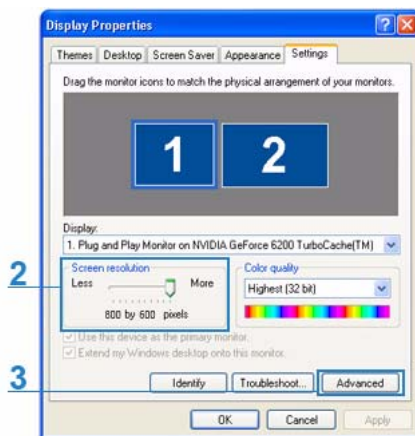 Display Properties
Themes Desktop Screen Saver Appearance Settings
Drag the monitor icons to match the physical arrangement of your monitors.
1 2
Display:
1. Plug and Play Monitor on NVIDIA GeForce 6200 TurboCache(TM)
2
Screen resolution
Less More
800 by 600 pixels
Color quality
Highest (32 bit)
Use this device as the primary monitor.
Extend my Windows desktop onto this monitor.
3
Identify Troubleshoot... Advanced
OK Cancel Apply